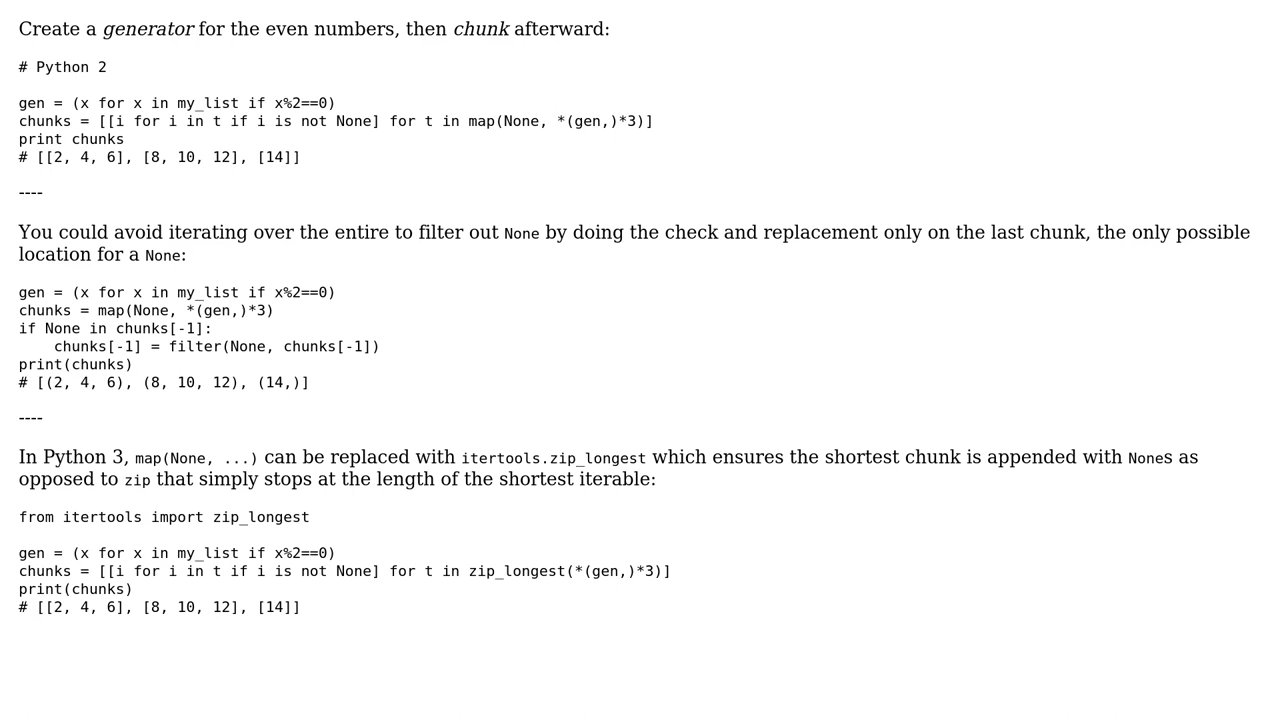 Create a generator for the even numbers, then chunk afterward:
# Python 2
gen = (x for x in my_list if x%2==0)
chunks = [[i for i in t if i is not None] for t in map(None, *(gen,)*3)]
print chunks
# [[2, 4, 6], [8, 10, 12], [14]]
----
You could avoid iterating over the entire to filter out None by doing the check and replacement only on the last chunk, the only possible
location for a None:
gen = (x for x in my_list if x%2==0)
chunks = map(None, *(gen,)*3)
if None in chunks[-1]:
    chunks[-1] = filter(None, chunks[-1])
print(chunks)
# [(2, 4, 6), (8, 10, 12), (14,)]
----
In Python 3, map(None, ...) can be replaced with itertools.zip_longest which ensures the shortest chunk is appended with Nones as
opposed to zip that simply stops at the length of the shortest iterable:
from itertools import zip_longest
gen = (x for x in my_list if x%2==0)
chunks = [[i for i in t if i is not None] for t in zip_longest(*(gen,)*3)]
print(chunks)
# [[2, 4, 6], [8, 10, 12], [14]]